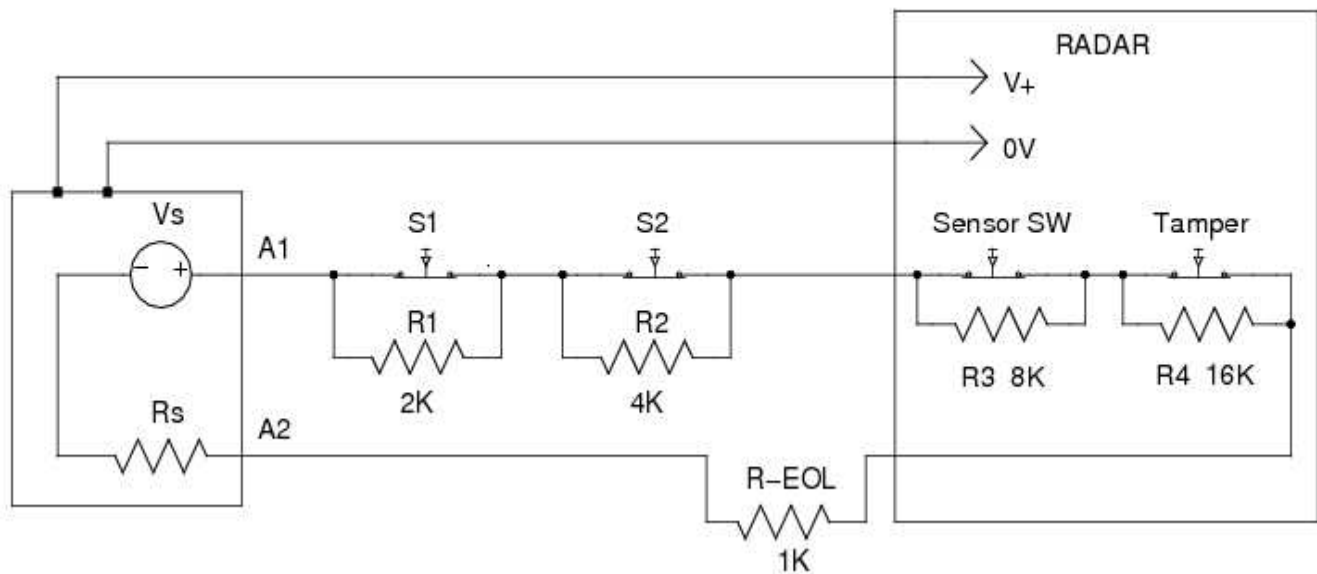 RADAR
V+
0V
Vs
A1
S1
S2
Sensor SW
Tamper
− +
R1
R2
2K
4K
R3 8K
R4 16K
Rs
A2
R−EOL
1K